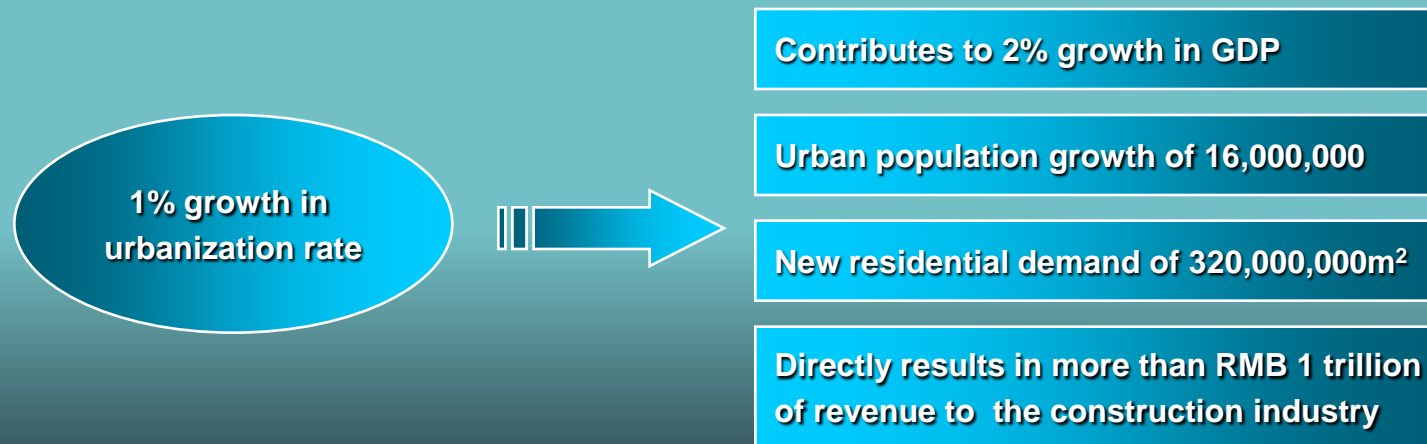 1% growth in
urbanization rate
Contributes to 2% growth in GDP
Urban population growth of 16,000,000
New residential demand of 320,000,000m²
Directly results in more than RMB 1 trillion
of revenue to the construction industry